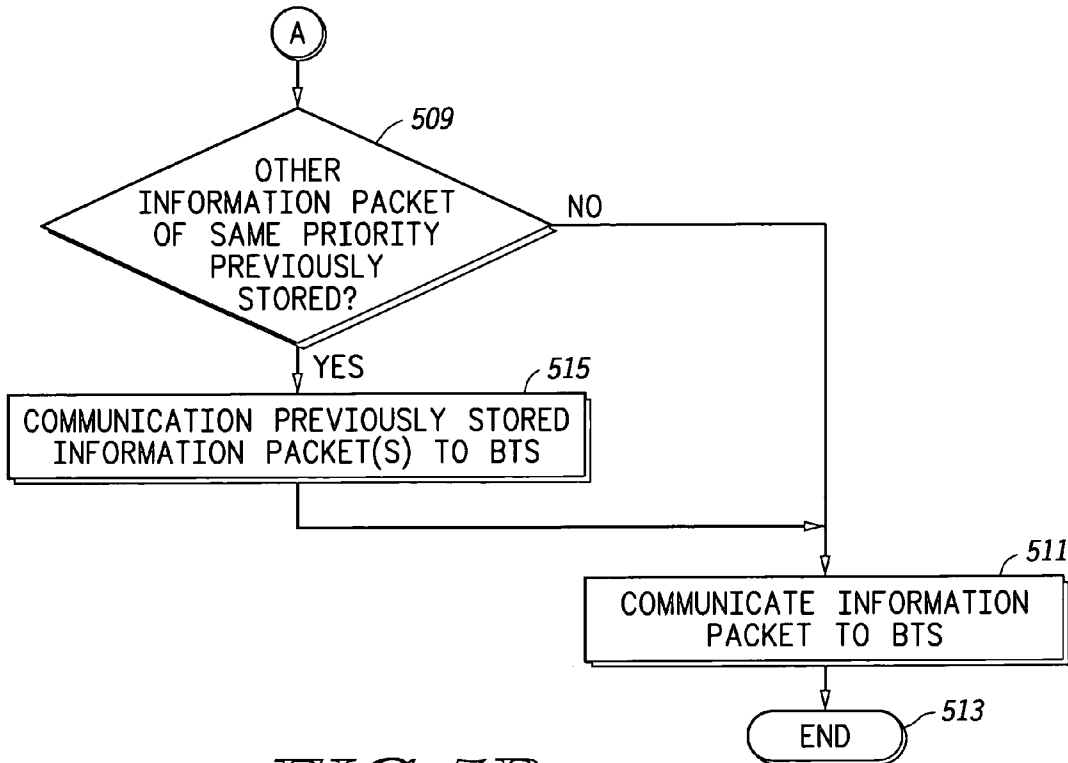 A
509
OTHER
INFORMATION PACKET
OF SAME PRIORITY
PREVIOUSLY
STORED?
NO
YES
515
COMMUNICATION PREVIOUSLY STORED
INFORMATION PACKET(S) TO BTS
511
COMMUNICATE INFORMATION
PACKET TO BTS
END
513